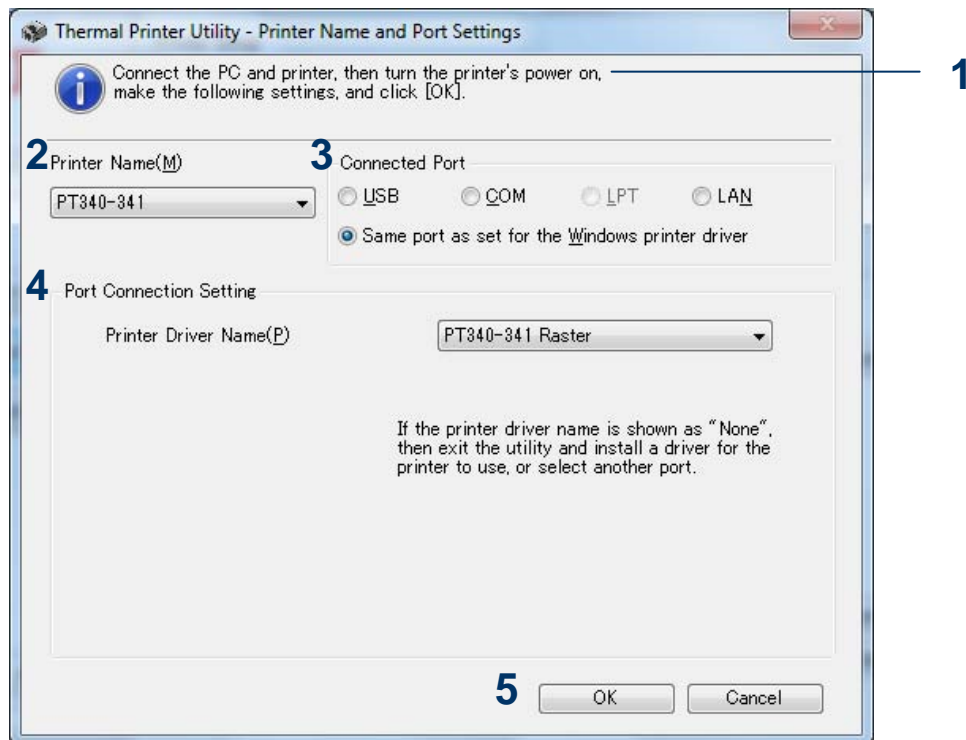 Thermal Printer Utility - Printer Name and Port Settings
Connect the PC and printer, then turn the printer's power on,
make the following settings, and click [OK].
1
2 Printer Name(M)
PT340-341
3 Connected Port
USB COM LPT LAN
Same port as set for the Windows printer driver
4 Port Connection Setting
Printer Driver Name(P) PT340-341 Raster
If the printer driver name is shown as "None",
then exit the utility and install a driver for the
printer to use, or select another port.
5 OK Cancel